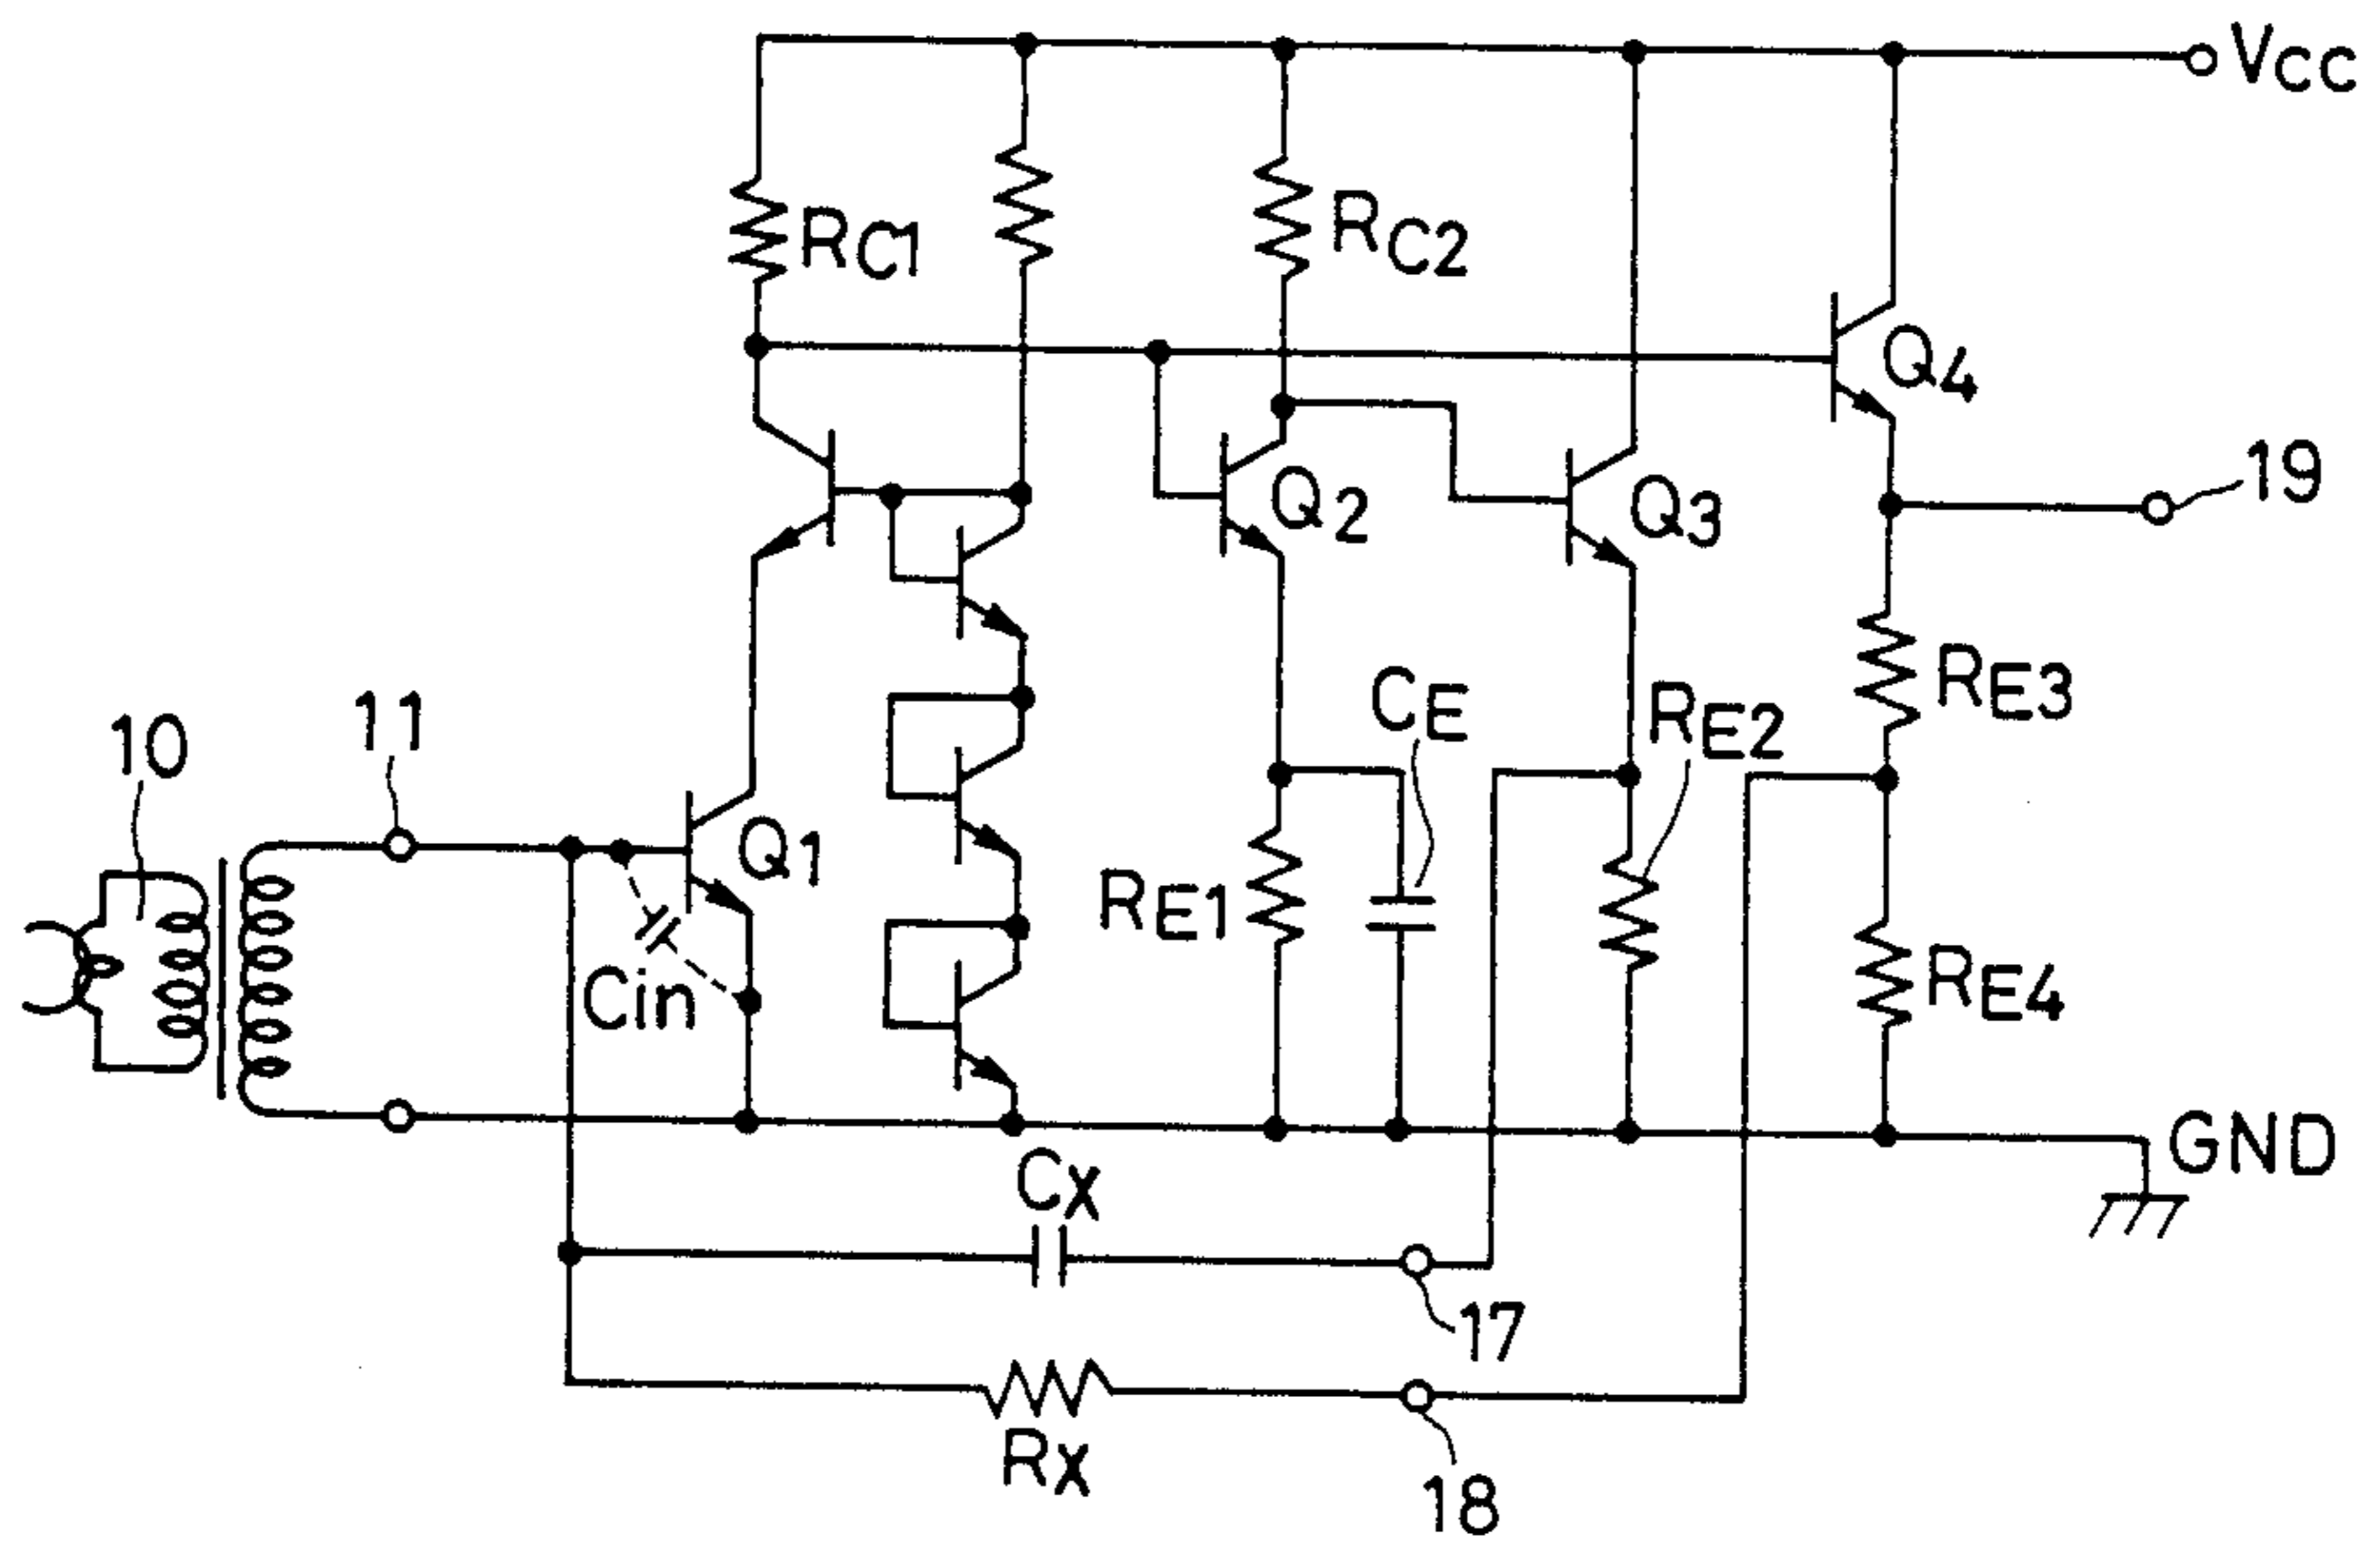 VCC
RC1
RC2
Q4
19
Q2
Q3
CE
RE2
RE3
10
11
Q1
RE1
Cin
RE4
GND
CX
17
RX
18